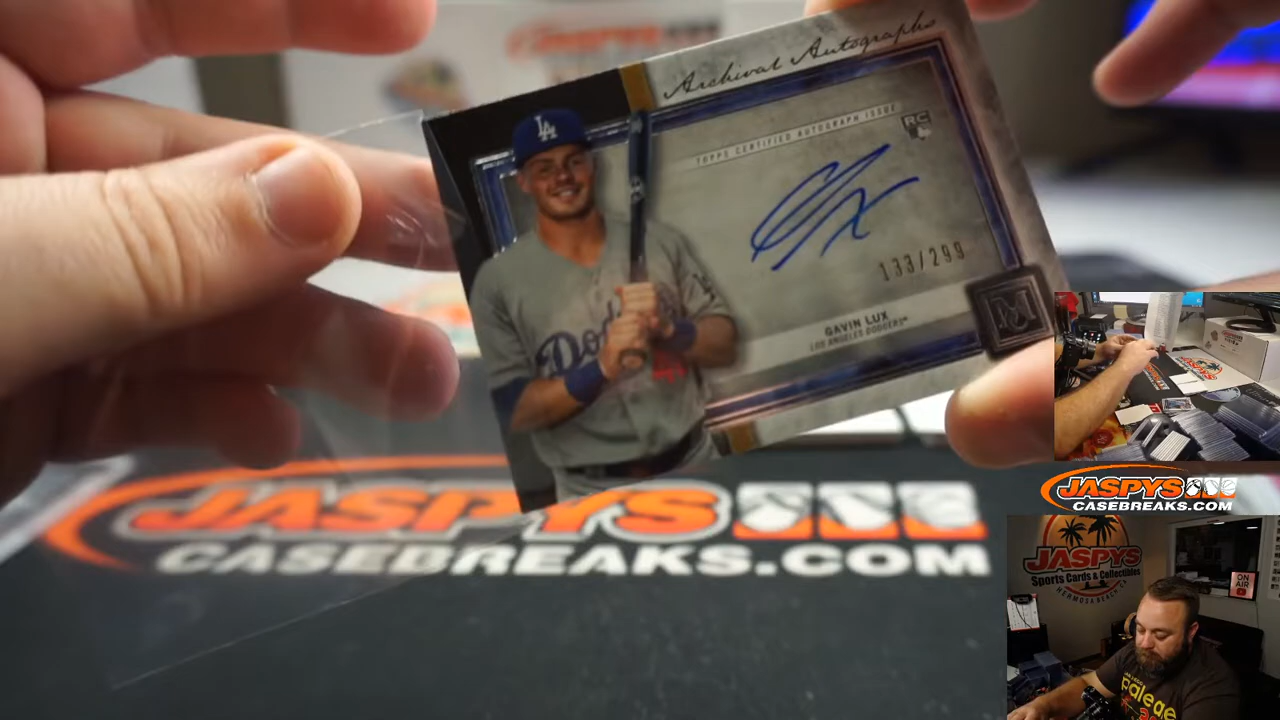 Archival Autographs
TOPPS CERTIFIED AUTOGRAPH ISSUE
RC
LA
133/299
GAVIN LUX
LOS ANGELES DODGERS
M
JASPYS
CASEBREAKS.COM
JASPYS
CASEBREAKS.COM
JASPYS
Sports Cards & Collectibles
HERMOSA BEACH, CA
ON
AIR